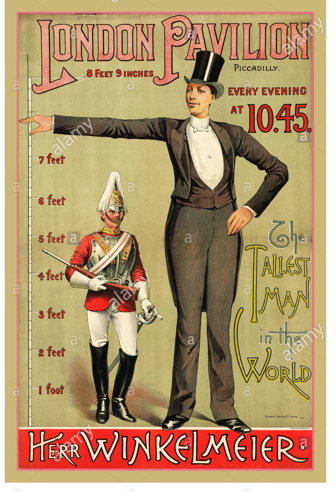 LONDON PAVILION
8 FEET 9 INCHES
PICCADILLY.
EVERY EVENING
AT 10.45.
7 feet
6 feet
5 feet
4 feet
3 feet
2 feet
1 foot
The
TALLEST
MAN
in the
WORLD
HERR WINKELMEIER.
alamy